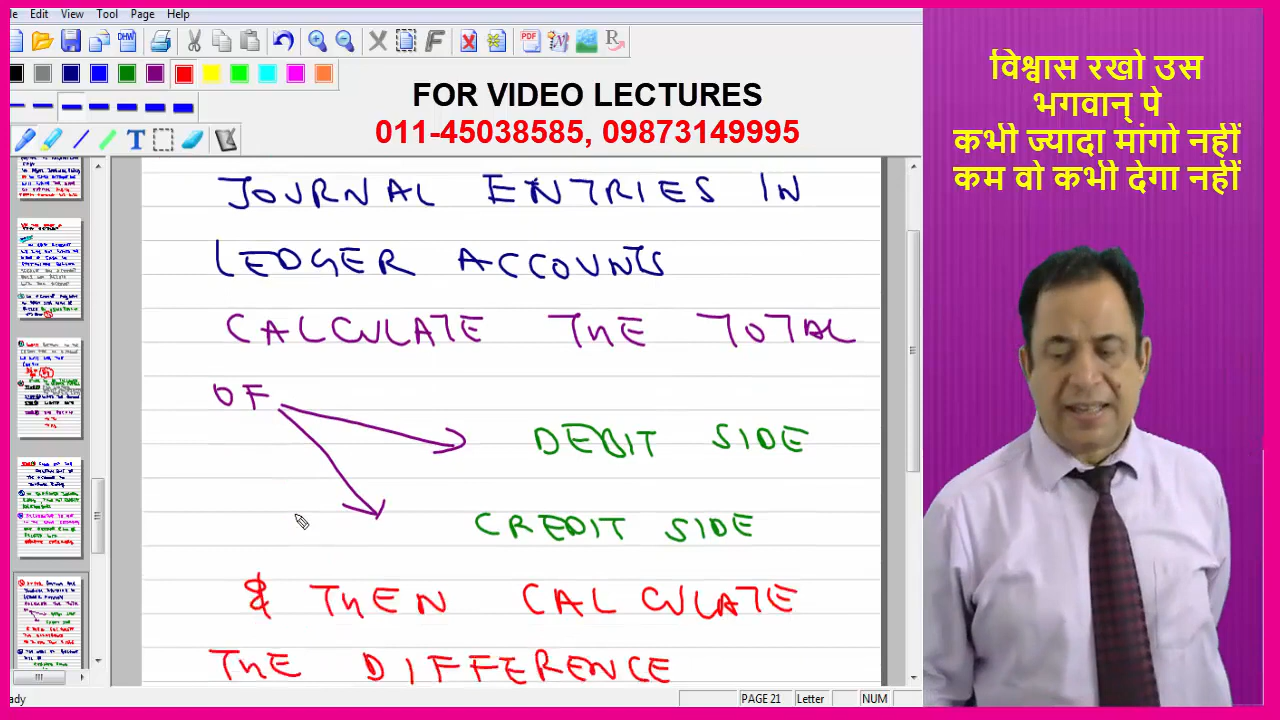 Edit View Tool Page Help
FOR VIDEO LECTURES
011-45038585, 09873149995
JOURNAL ENTRIES IN
LEDGER ACCOUNTS
CALCULATE THE TOTAL
OF
DEBIT SIDE
CREDIT SIDE
& THEN CALCULATE
THE DIFFERENCE
PAGE 21 Letter NUM
विश्वास रखो उस
भगवान् पे
कभी ज्यादा मांगो नहीं
कम वो कभी देगा नहीं